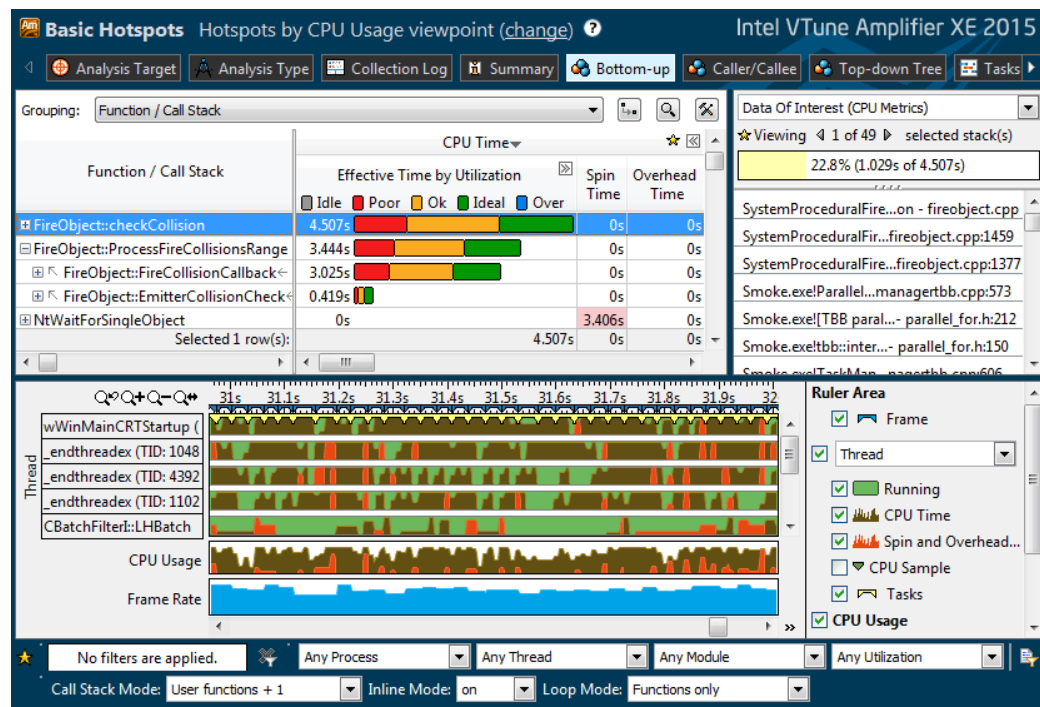 Am Basic Hotspots Hotspots by CPU Usage viewpoint (change) ? Intel VTune Amplifier XE 2015
Analysis Target Analysis Type Collection Log Summary Bottom-up Caller/Callee Top-down Tree Tasks
Grouping: Function / Call Stack
Function / Call Stack
CPU Time
Effective Time by Utilization
Idle Poor Ok Ideal Over
Spin Time
Overhead Time
FireObject::checkCollision 4.507s 0s 0s
FireObject::ProcessFireCollisionsRange 3.444s 0s 0s
FireObject::FireCollisionCallback 3.025s 0s 0s
FireObject::EmitterCollisionCheck 0.419s 0s 0s
NtWaitForSingleObject 0s 3.406s 0s
Selected 1 row(s): 4.507s 0s 0s
Data Of Interest (CPU Metrics)
Viewing 1 of 49 selected stack(s)
22.8% (1.029s of 4.507s)
SystemProceduralFire...on - fireobject.cpp
SystemProceduralFir...fireobject.cpp:1459
SystemProceduralFire...fireobject.cpp:1377
Smoke.exe!Parallel...managertbb.cpp:573
Smoke.exe![TBB paral...- parallel_for.h:212
Smoke.exe!tbb::inter...- parallel_for.h:150
Smoke.exe!TaskMan...nagertbb.cpp:606
31s 31.1s 31.2s 31.3s 31.4s 31.5s 31.6s 31.7s 31.8s 31.9s 32
Thread
wWinMainCRTStartup (
_endthreadex (TID: 1048
_endthreadex (TID: 4392
_endthreadex (TID: 1102
CBatchFilterI::LHBatch
CPU Usage
Frame Rate
Ruler Area
Frame
Thread
Running
CPU Time
Spin and Overhead...
CPU Sample
Tasks
CPU Usage
No filters are applied. Any Process Any Thread Any Module Any Utilization
Call Stack Mode: User functions + 1 Inline Mode: on Loop Mode: Functions only